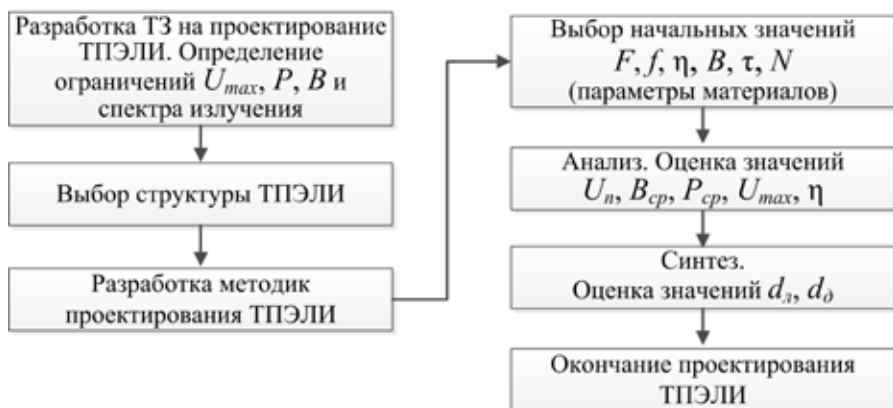 Разработка ТЗ на проектирование
ТПЭЛИ. Определение
ограничений Umax, P, B и
спектра излучения
Выбор структуры ТПЭЛИ
Разработка методик
проектирования ТПЭЛИ
Выбор начальных значений
F, f, η, B, τ, N
(параметры материалов)
Анализ. Оценка значений
Uп, Bср, Pср, Umax, η
Синтез.
Оценка значений dл, dд
Окончание проектирования
ТПЭЛИ